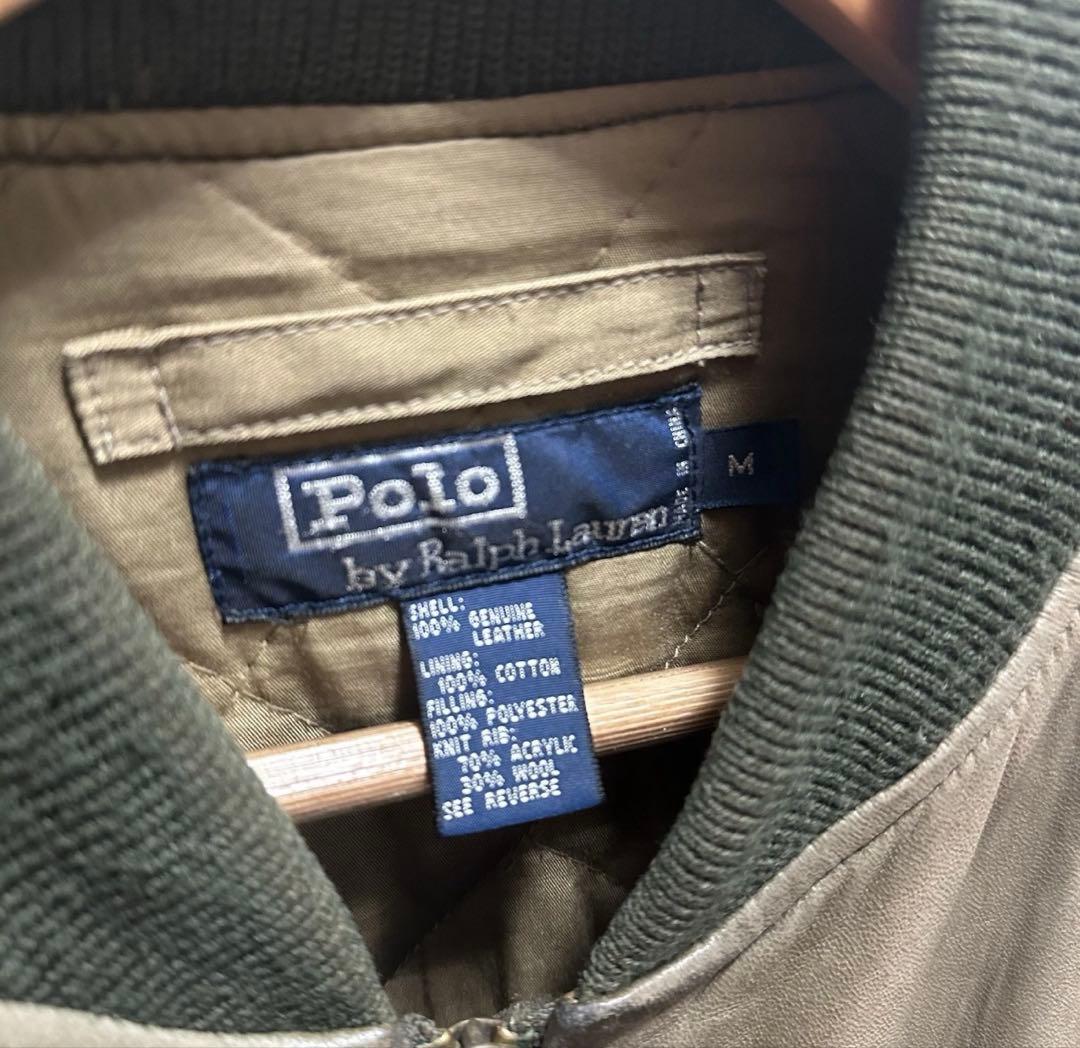 Polo
by Ralph Lauren
MADE IN CHINA
M
SHELL:
100% GENUINE
LEATHER
LINING:
100% COTTON
FILLING:
100% POLYESTER
KNIT RIB:
70% ACRYLIC
30% WOOL
SEE REVERSE